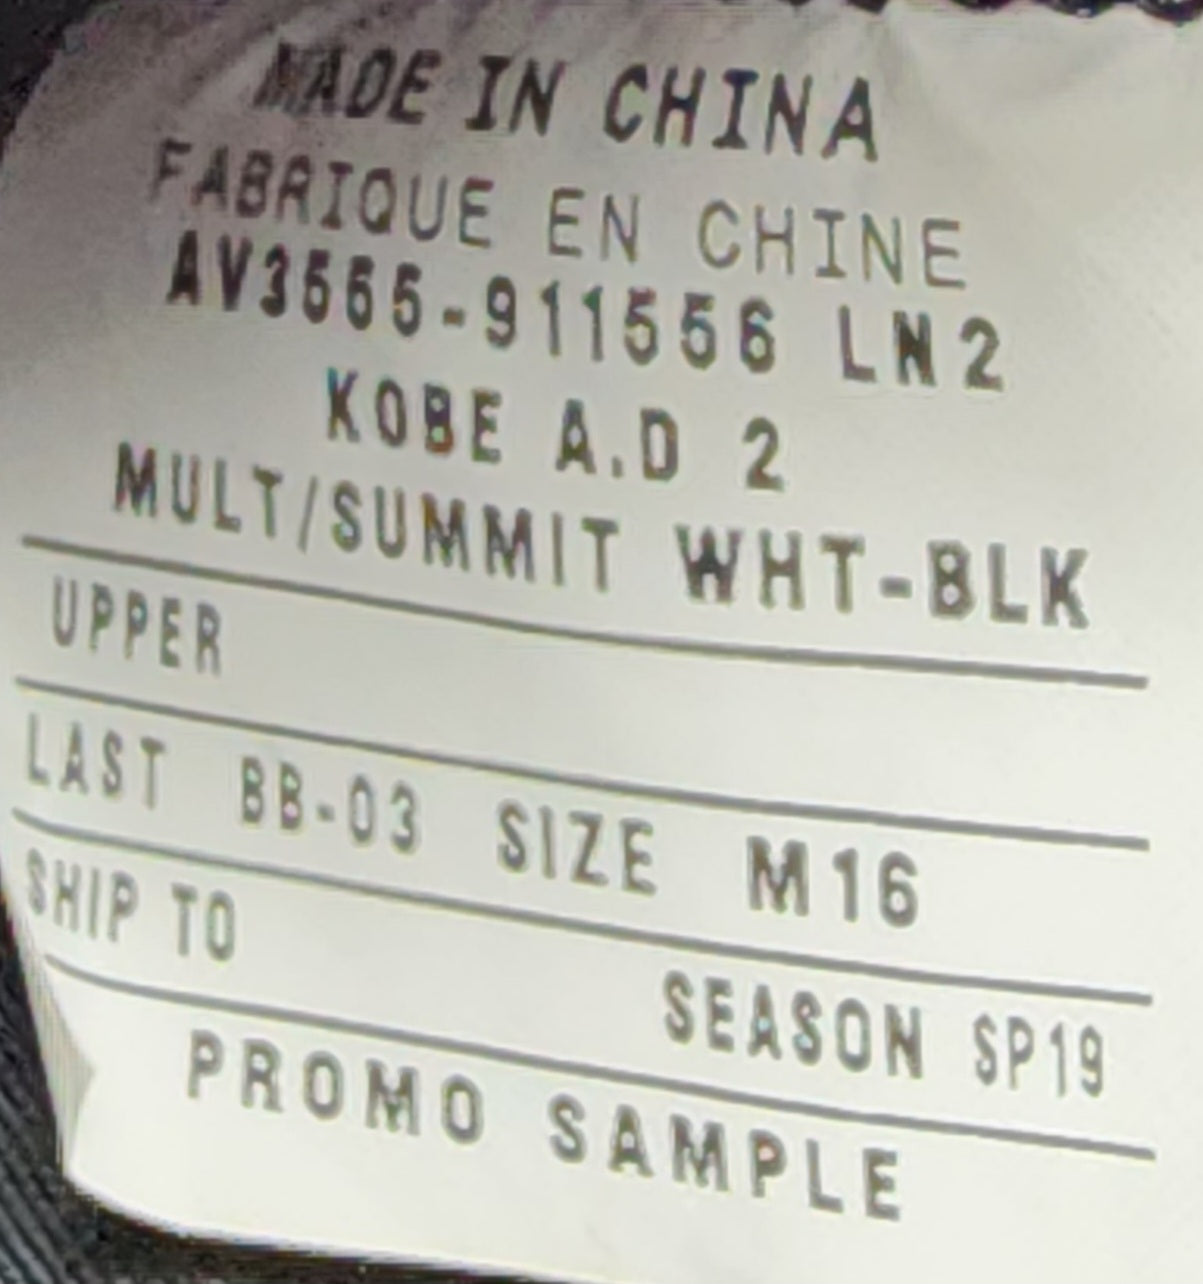 MADE IN CHINA
FABRIQUE EN CHINE
AV3565-911556 LN2
KOBE A.D 2
MULT/SUMMIT WHT-BLK
UPPER
LAST BB-03 SIZE M16
SHIP TO
SEASON SP19
PROMO SAMPLE